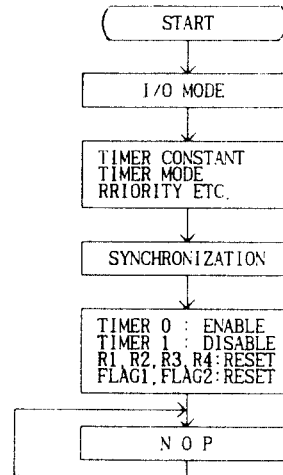 START
I/O MODE
TIMER CONSTANT
TIMER MODE
RRIORITY ETC.
SYNCHRONIZATION
TIMER 0 : ENABLE
TIMER 1 : DISABLE
R1, R2, R3, R4:RESET
FLAG1, FLAG2:RESET
N O P